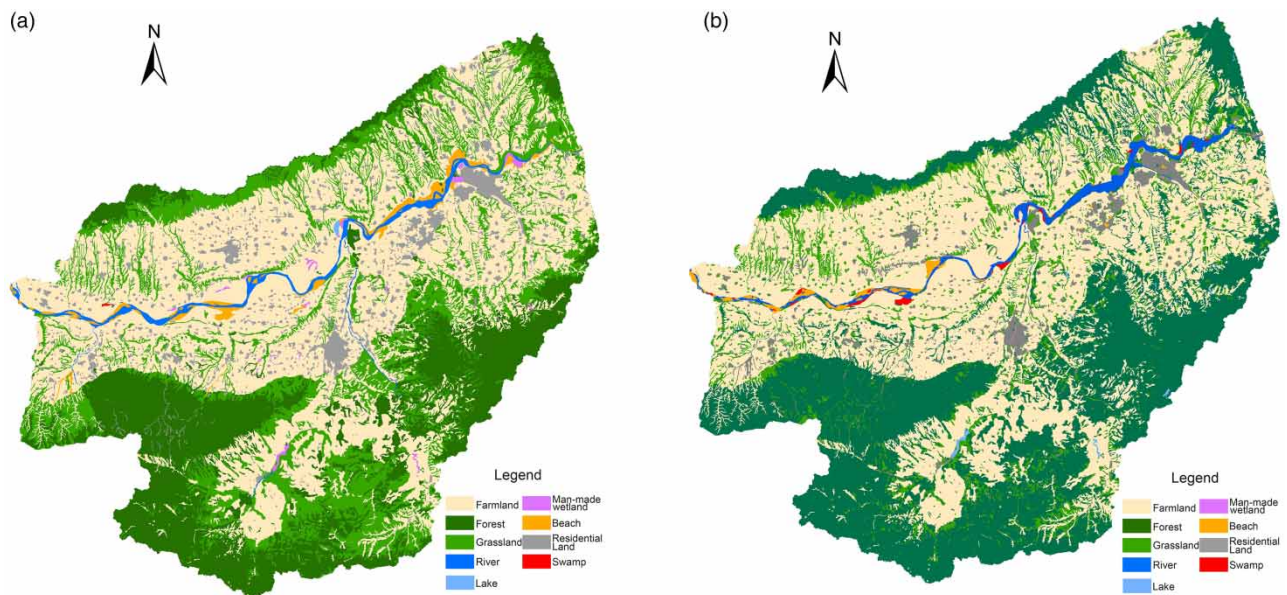 (a)
N
Legend
Farmland
Forest
Grassland
River
Lake
Man-made
wetland
Beach
Residential
Land
Swamp
(b)
N
Legend
Farmland
Forest
Grassland
River
Lake
Man-made
wetland
Beach
Residential
Land
Swamp